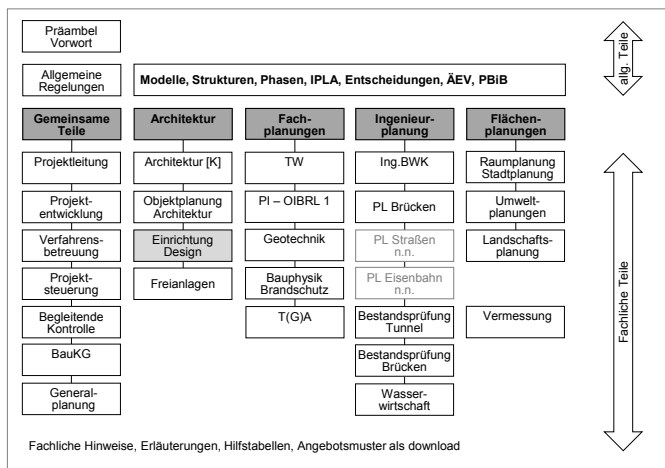 Präambel
Vorwort
allg. Teile
Allgemeine
Regelungen
Modelle, Strukturen, Phasen, IPLA, Entscheidungen, ÄEV, PBiB
Gemeinsame
Teile
Architektur
Fach-
planungen
Ingenieur-
planung
Flächen-
planungen
Projektleitung
Architektur [K]
TW
Ing.BWK
Raumplanung
Stadtplanung
Projekt-
entwicklung
Objektplanung
Architektur
PI – OIBRL 1
PL Brücken
Umwelt-
planungen
Verfahrens-
betreuung
Einrichtung
Design
Geotechnik
PL Straßen
n.n.
Landschafts-
planung
Projekt-
steuerung
Freianlagen
Bauphysik
Brandschutz
PL Eisenbahn
n.n.
Begleitende
Kontrolle
T(G)A
Bestandsprüfung
Tunnel
Vermessung
BauKG
Bestandsprüfung
Brücken
General-
planung
Wasser-
wirtschaft
Fachliche Teile
Fachliche Hinweise, Erläuterungen, Hilfstabellen, Angebotsmuster als download